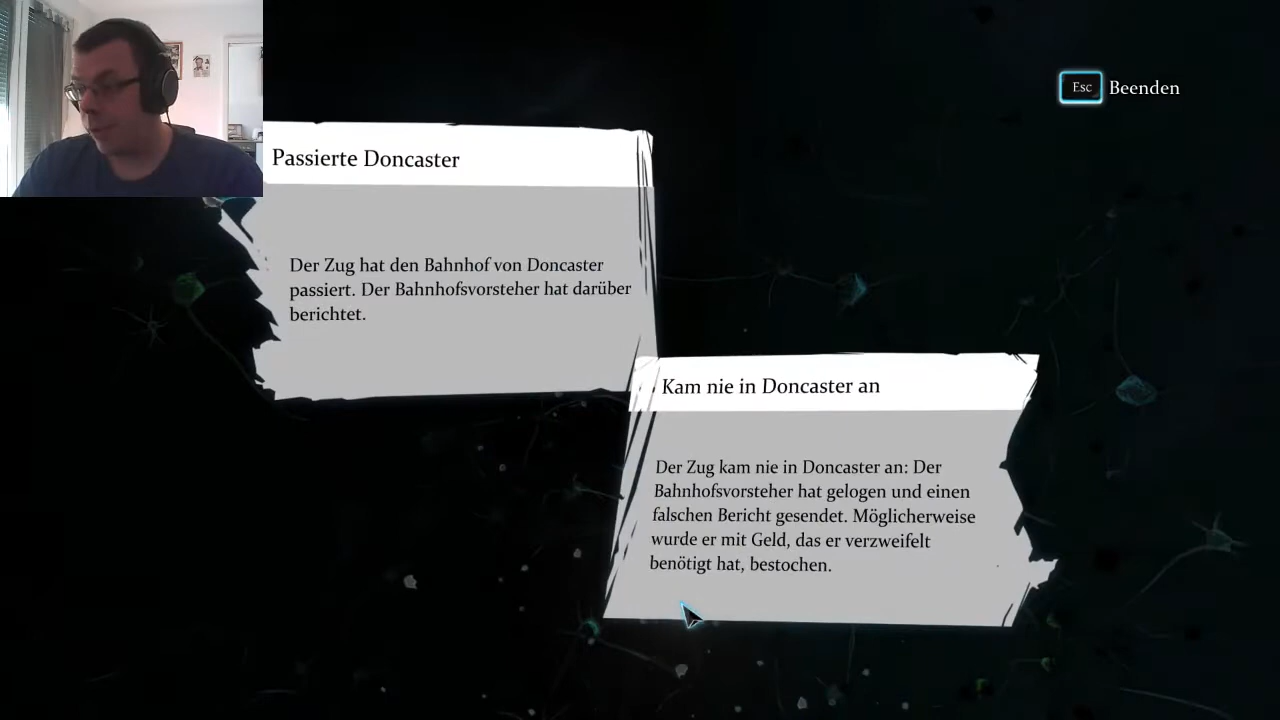 Esc Beenden
Passierte Doncaster
Der Zug hat den Bahnhof von Doncaster
passiert. Der Bahnhofsvorsteher hat darüber
berichtet.
Kam nie in Doncaster an
Der Zug kam nie in Doncaster an: Der
Bahnhofsvorsteher hat gelogen und einen
falschen Bericht gesendet. Möglicherweise
wurde er mit Geld, das er verzweifelt
benötigt hat, bestochen.